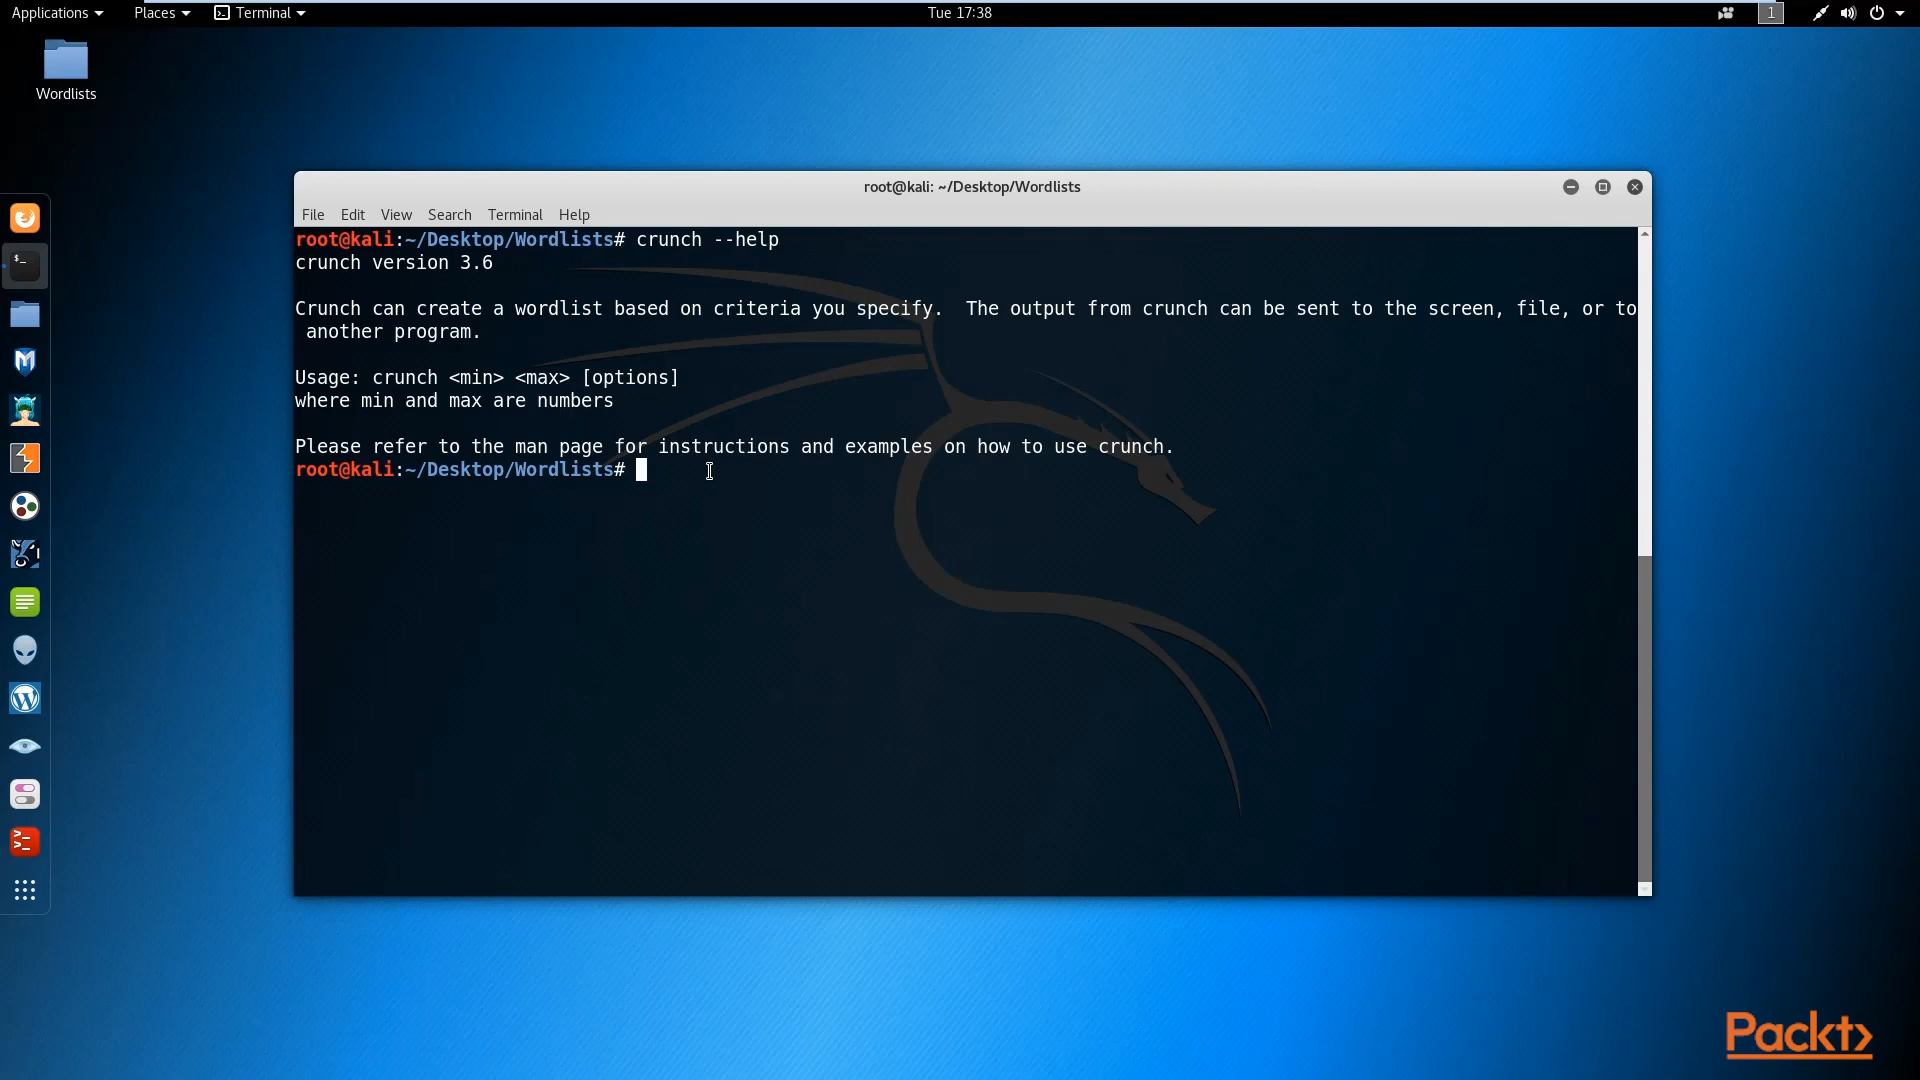 Applications Places Terminal Tue 17:38 1
Wordlists
root@kali: ~/Desktop/Wordlists
File Edit View Search Terminal Help
root@kali:~/Desktop/Wordlists# crunch --help
crunch version 3.6
Crunch can create a wordlist based on criteria you specify.  The output from crunch can be sent to the screen, file, or to
another program.
Usage: crunch <min> <max> [options]
where min and max are numbers
Please refer to the man page for instructions and examples on how to use crunch.
root@kali:~/Desktop/Wordlists#
Packt>